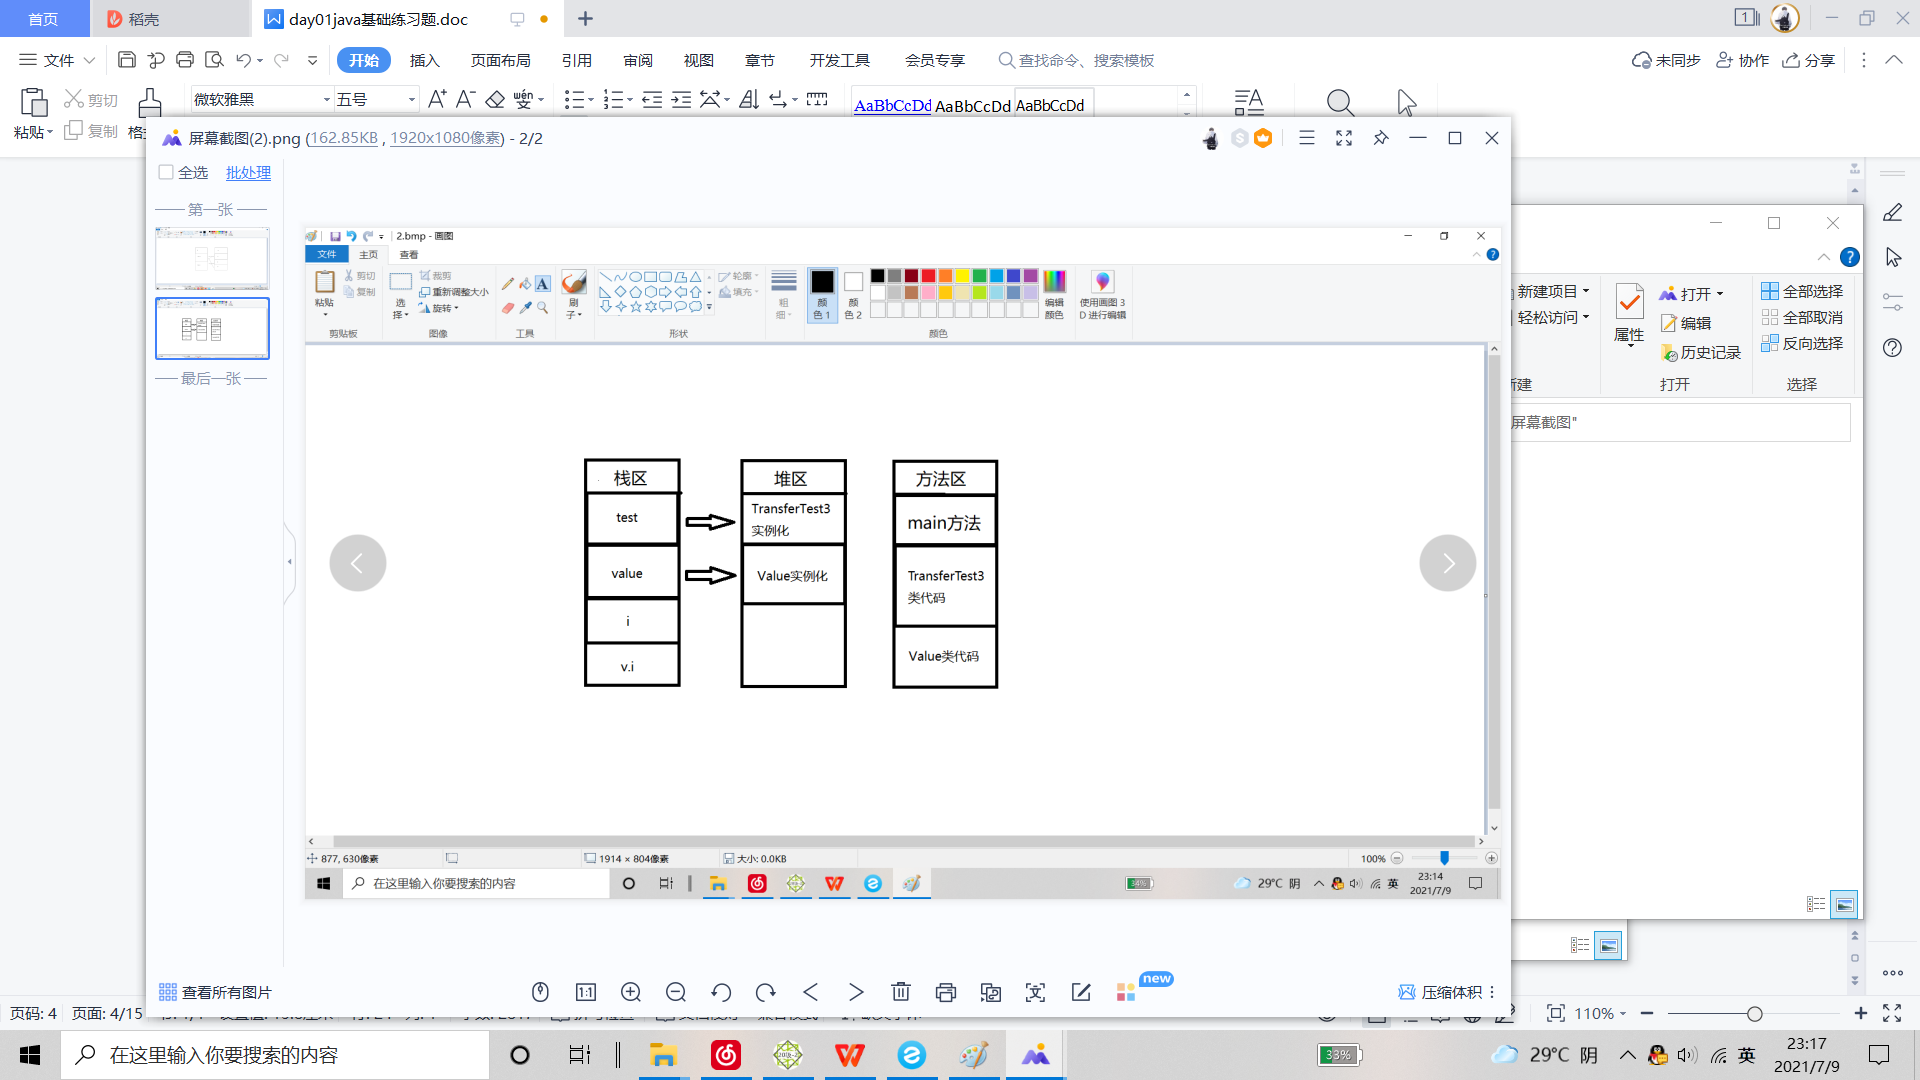 首页
稻壳
day01java基础练习题.doc
1
文件
开始
插入
页面布局
引用
审阅
视图
章节
开发工具
会员专享
查找命令、搜索模板
未同步
协作
分享
粘贴
剪切
复制
微软雅黑
五号
AaBbCcDd AaBbCcDd AaBbCcDd
屏幕截图(2).png (162.85KB , 1920x1080像素) - 2/2
全选
批处理
第一张
最后一张
2.bmp - 画图
文件
主页
查看
粘贴
剪切
复制
剪贴板
选择
裁剪
重新调整大小
旋转
图像
工具
刷子
轮廓
填充
形状
粗细
颜色 1
颜色 2
颜色
编辑颜色
使用画图 3 D 进行编辑
栈区
test
value
i
v.i
堆区
TransferTest3
实例化
Value实例化
方法区
main方法
TransferTest3
类代码
Value类代码
877, 630像素
1914 × 804像素
大小: 0.0KB
100%
在这里输入你要搜索的内容
34%
29°C 阴
英
23:14
2021/7/9
新建项目
轻松访问
属性
打开
编辑
历史记录
打开
全部选择
全部取消
反向选择
选择
屏幕截图"
查看所有图片
1:1
new
压缩体积
页码: 4
页面: 4/15
110%
在这里输入你要搜索的内容
33%
29°C 阴
英
23:17
2021/7/9